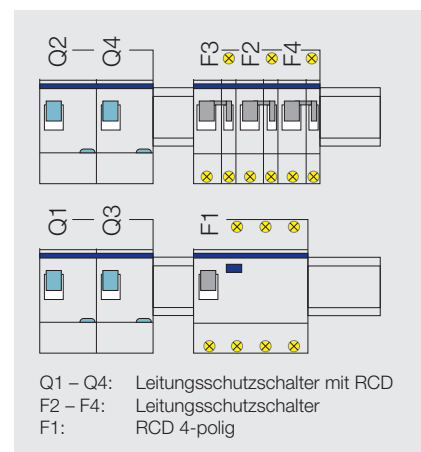 Q2 Q4 F3 F2 F4
Q1 Q3 F1
Q1 – Q4: Leitungsschutzschalter mit RCD
F2 – F4: Leitungsschutzschalter
F1: RCD 4-polig